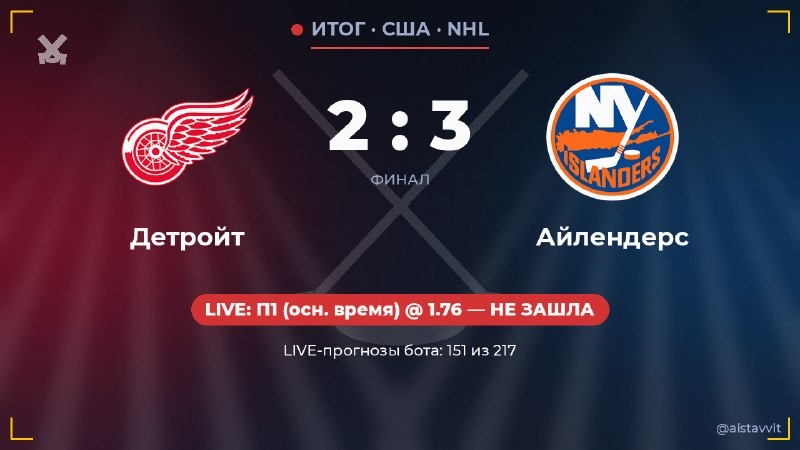 ИТОГ · США · NHL
2 : 3
ФИНАЛ
NY
ISLANDERS
Детройт
Айлендерс
LIVE: П1 (осн. время) @ 1.76 — НЕ ЗАШЛА
LIVE-прогнозы бота: 151 из 217
@aistavvit